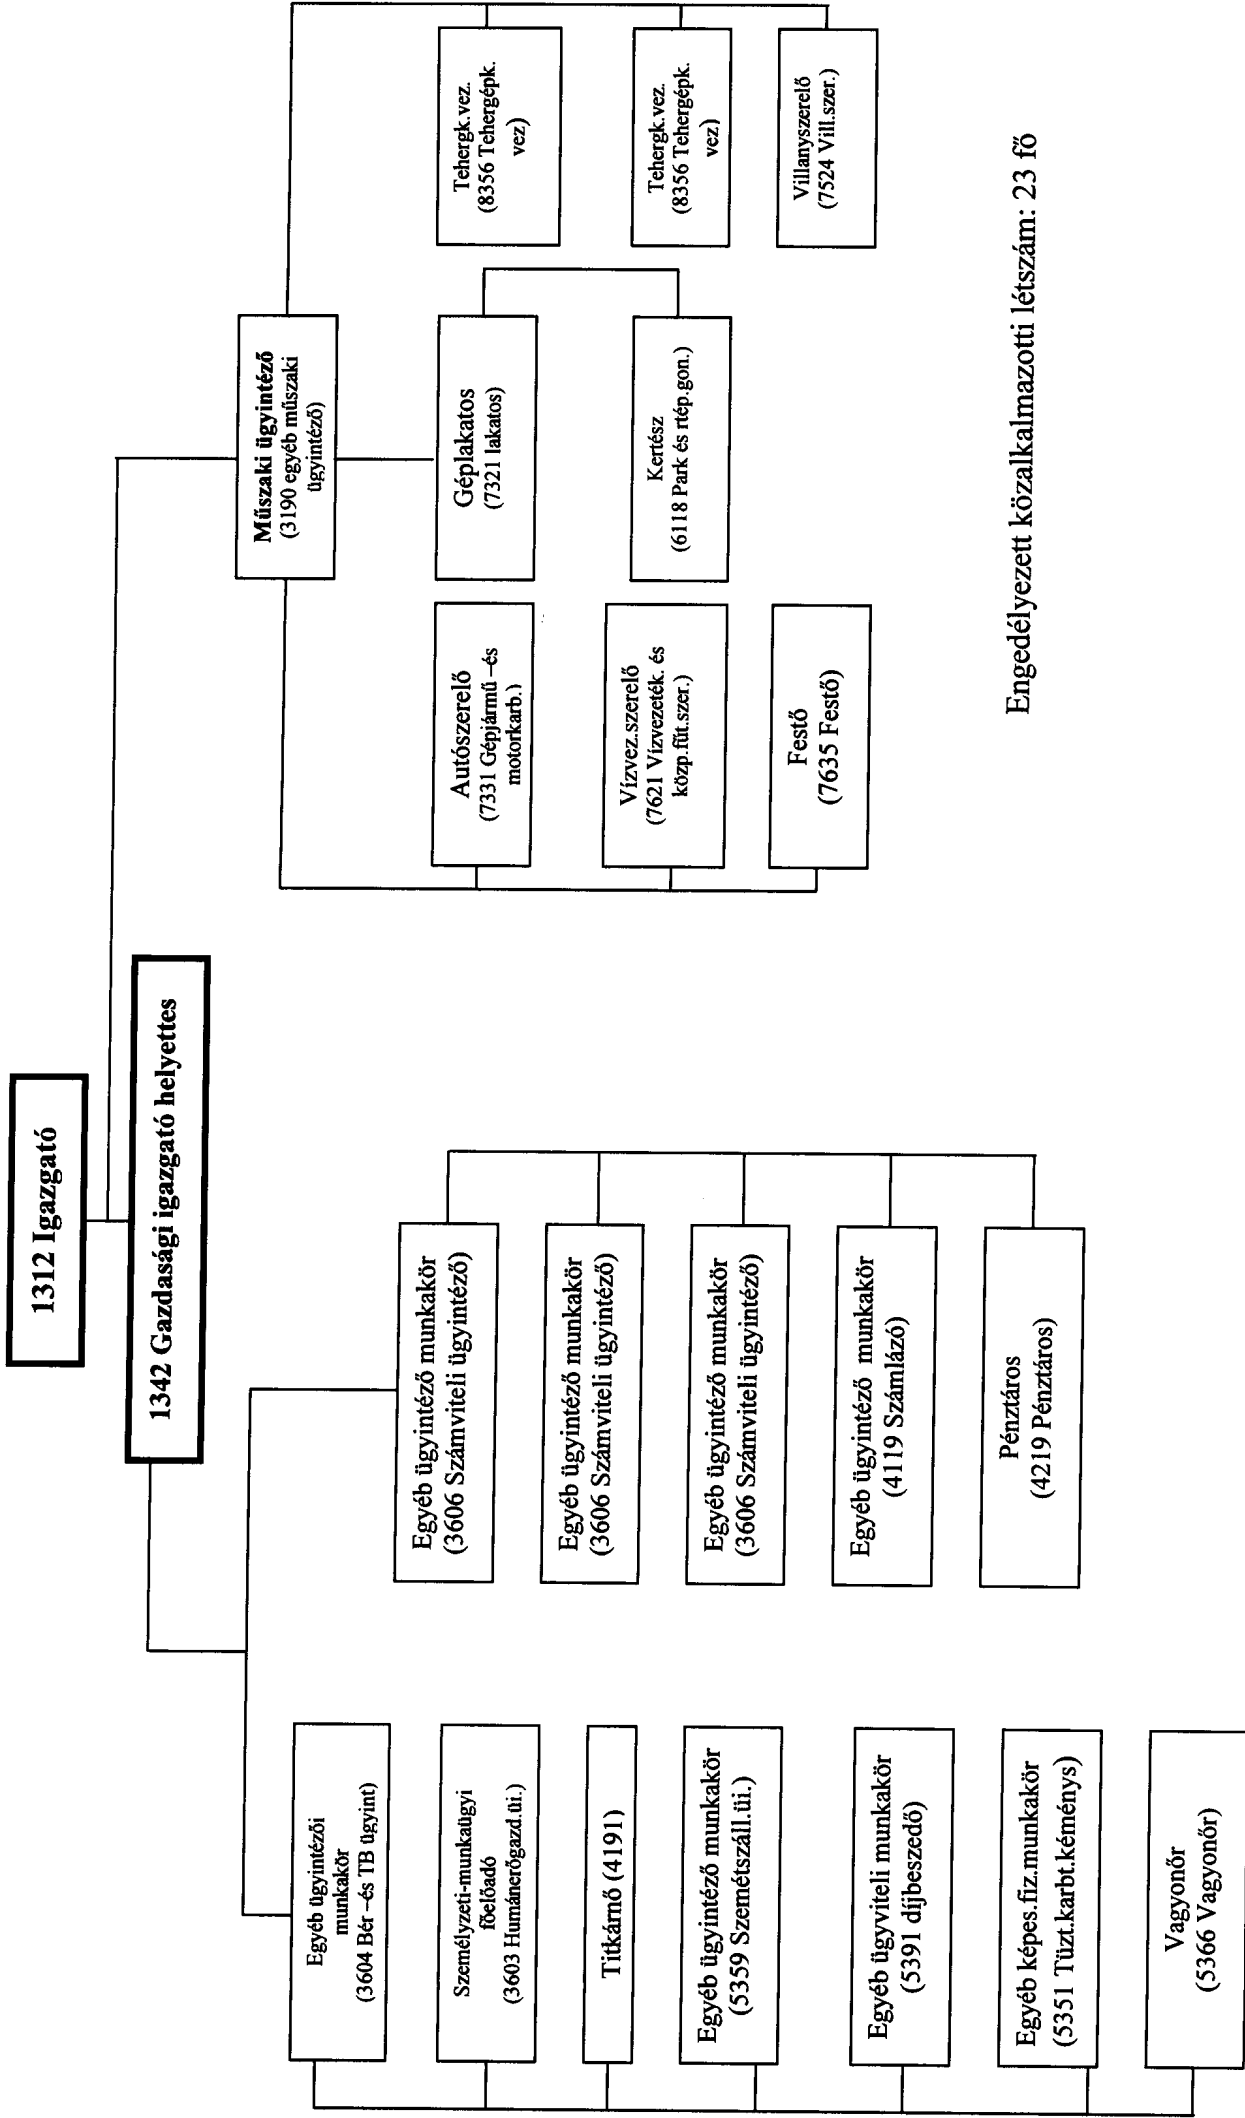 1312 Igazgató
1342 Gazdasági igazgató helyettes
Egyéb ügyintézői
munkakör
(3604 Bér –és TB ügyint)
Személyzeti-munkaügyi
főelőadó
(3603 Humánerőgazd.üi.)
Titkárnő (4191)
Egyéb ügyintéző munkakör
(5359 Szemétszáll.üi.)
Egyéb ügyviteli munkakör
(5391 díjbeszedő)
Egyéb képes.fiz.munkakör
(5351 Tüzt.karbt.kéménys)
Vagyonőr
(5366 Vagyonőr)
Egyéb ügyintéző munkakör
(3606 Számviteli ügyintéző)
Egyéb ügyintéző munkakör
(3606 Számviteli ügyintéző)
Egyéb ügyintéző munkakör
(3606 Számviteli ügyintéző)
Egyéb ügyintéző munkakör
(4119 Számlázó)
Pénztáros
(4219 Pénztáros)
Műszaki ügyintéző
(3190 egyéb műszaki
ügyintéző)
Autószerelő
(7331 Gépjármű –és
motorkarb.)
Vízvez.szerelő
(7621 Vízvezeték. és
közp.fűt.szer.)
Festő
(7635 Festő)
Géplakatos
(7321 lakatos)
Kertész
(6118 Park és rtép.gon.)
Tehergk.vez.
(8356 Tehergépk.
vez)
Tehergk.vez.
(8356 Tehergépk.
vez)
Villanyszerelő
(7524 Vill.szer.)
Engedélyezett közalkalmazotti létszám: 23 fő